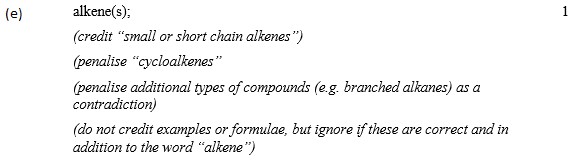 (e) alkene(s); 1
(credit “small or short chain alkenes”)
(penalise “cycloalkenes”
(penalise additional types of compounds (e.g. branched alkanes) as a
contradiction)
(do not credit examples or formulae, but ignore if these are correct and in
addition to the word “alkene”)